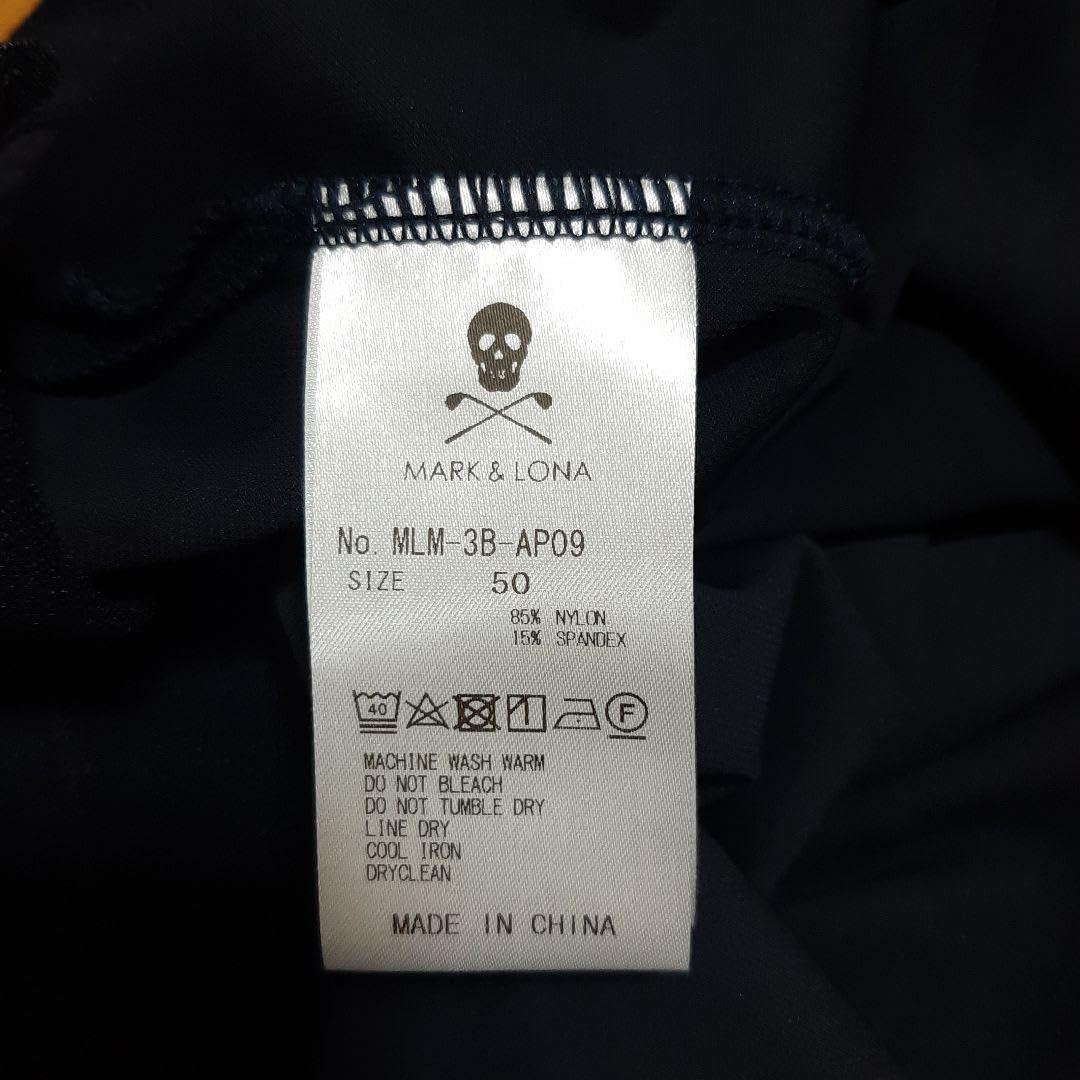 MARK & LONA
No. MLM-3B-AP09
SIZE 50
85% NYLON
15% SPANDEX
40
F
MACHINE WASH WARM
DO NOT BLEACH
DO NOT TUMBLE DRY
LINE DRY
COOL IRON
DRYCLEAN
MADE IN CHINA